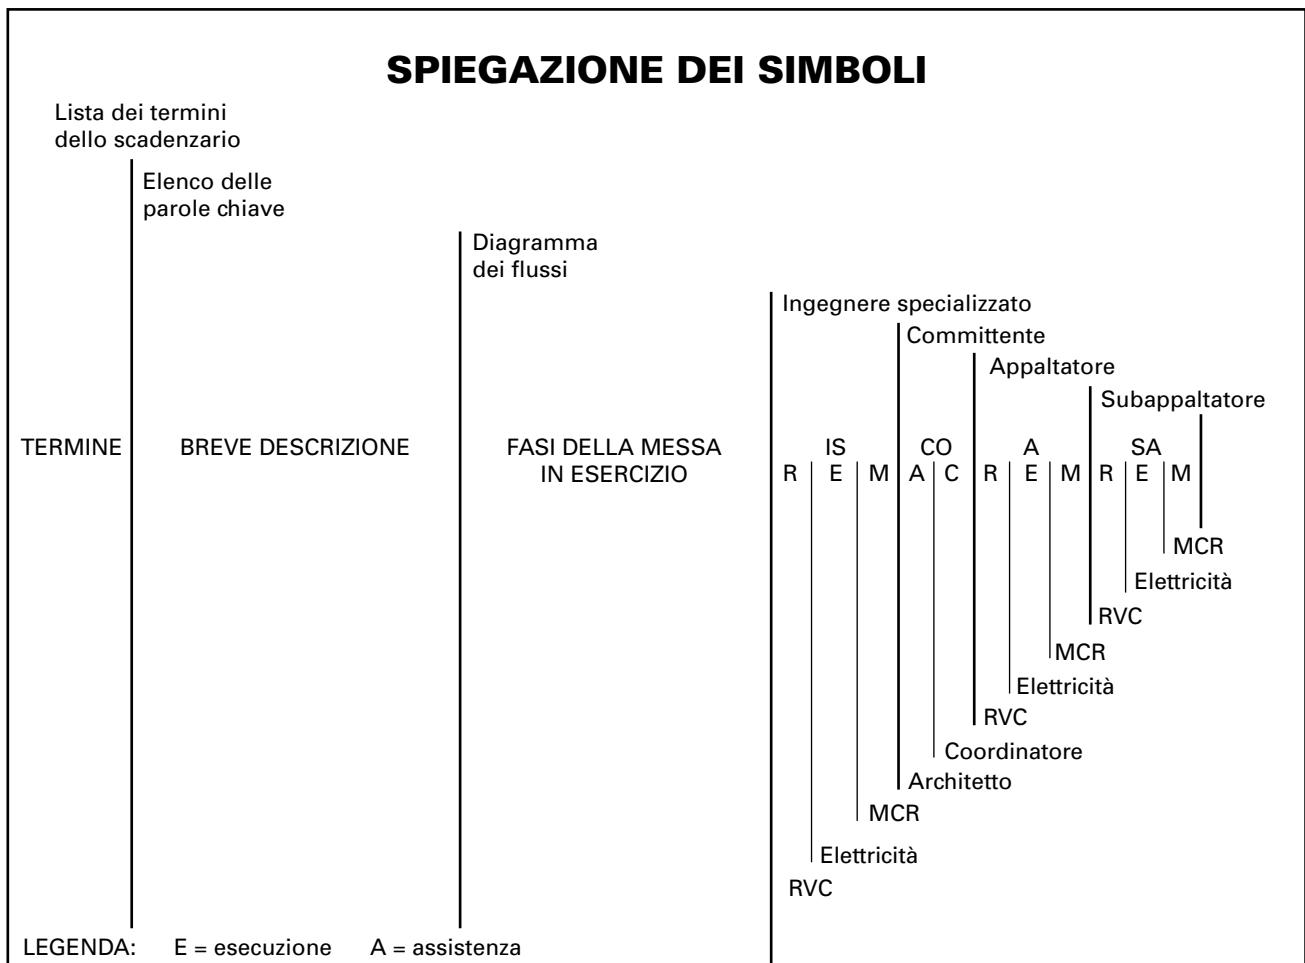 SPIEGAZIONE DEI SIMBOLI
Lista dei termini
dello scadenzario
Elenco delle
parole chiave
Diagramma
dei flussi
Ingegnere specializzato
Committente
Appaltatore
Subappaltatore
TERMINE BREVE DESCRIZIONE FASI DELLA MESSA IS CO A SA
IN ESERCIZIO R E M A C R E M R E M
MCR
Elettricità
RVC
MCR
Elettricità
RVC
Coordinatore
Architetto
MCR
Elettricità
RVC
LEGENDA: E = esecuzione A = assistenza